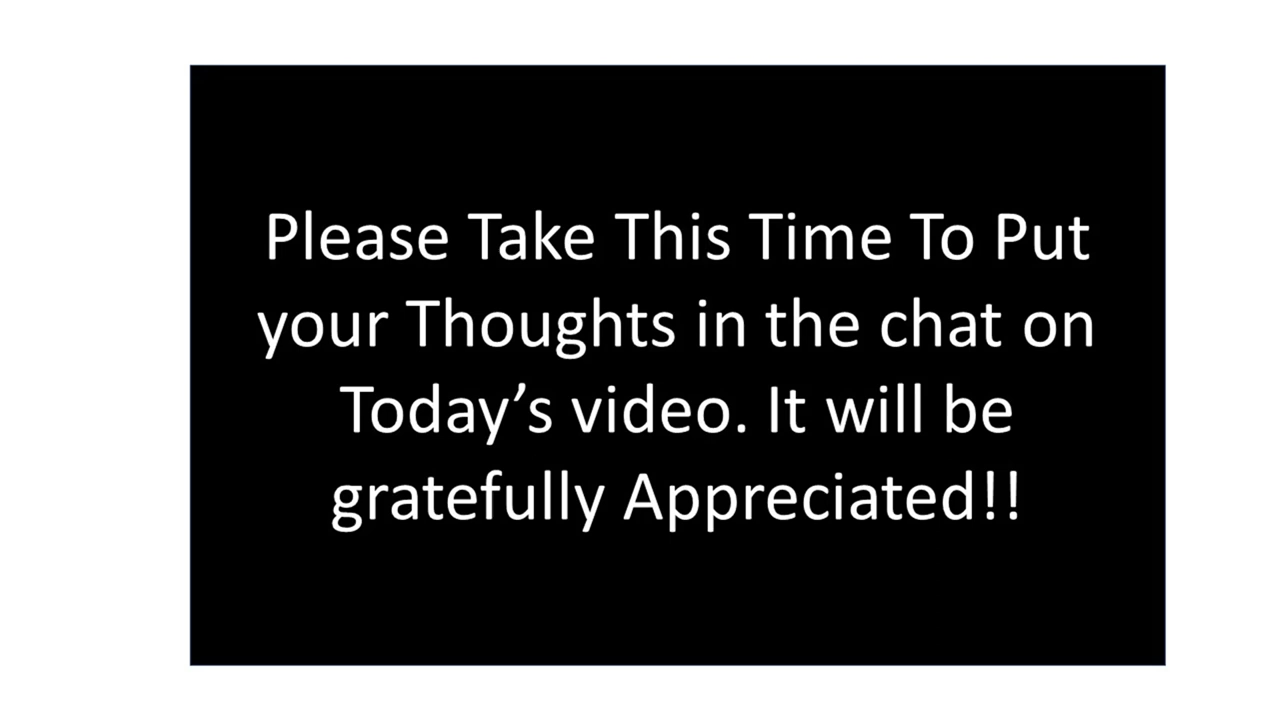 Please Take This Time To Put
your Thoughts in the chat on
Today’s video. It will be
gratefully Appreciated!!